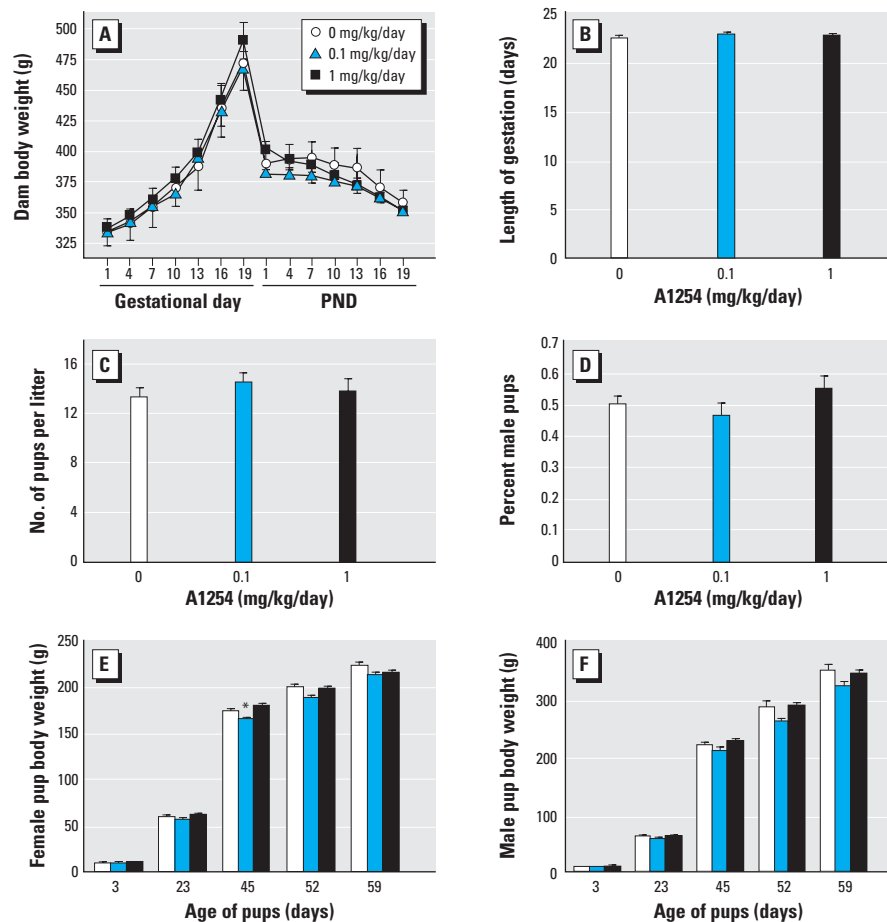 A
0 mg/kg/day
0.1 mg/kg/day
1 mg/kg/day
Dam body weight (g)
500
475
450
425
400
375
350
325
1 4 7 10 13 16 19 1 4 7 10 13 16 19
Gestational day PND
B
Length of gestation (days)
25
20
15
10
5
0
0 0.1 1
A1254 (mg/kg/day)
C
No. of pups per litter
16
12
8
4
0
0 0.1 1
A1254 (mg/kg/day)
D
Percent male pups
0.7
0.6
0.5
0.4
0.3
0.2
0.1
0
0 0.1 1
A1254 (mg/kg/day)
E
Female pup body weight (g)
250
200
150
100
50
0
*
3 23 45 52 59
Age of pups (days)
F
Male pup body weight (g)
400
300
200
100
0
3 23 45 52 59
Age of pups (days)